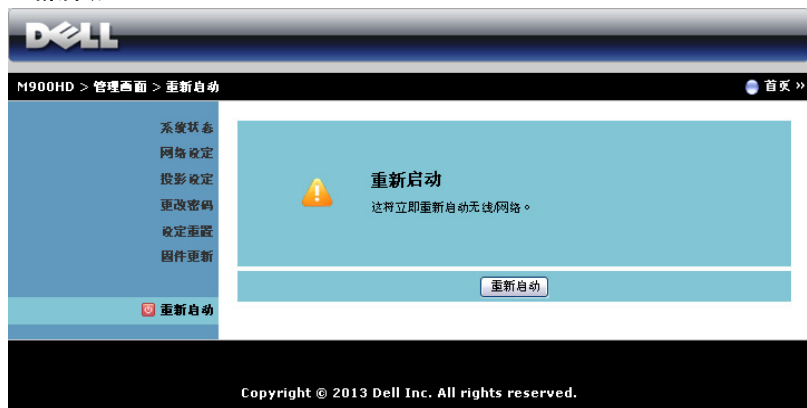 DELL
M900HD > 管理画面 > 重新启动
首页 »
系统状态
网络设定
投影设定
更改密码
设定重置
固件更新
重新启动
重新启动
这将立即重新启动无线/网络。
重新启动
Copyright © 2013 Dell Inc. All rights reserved.